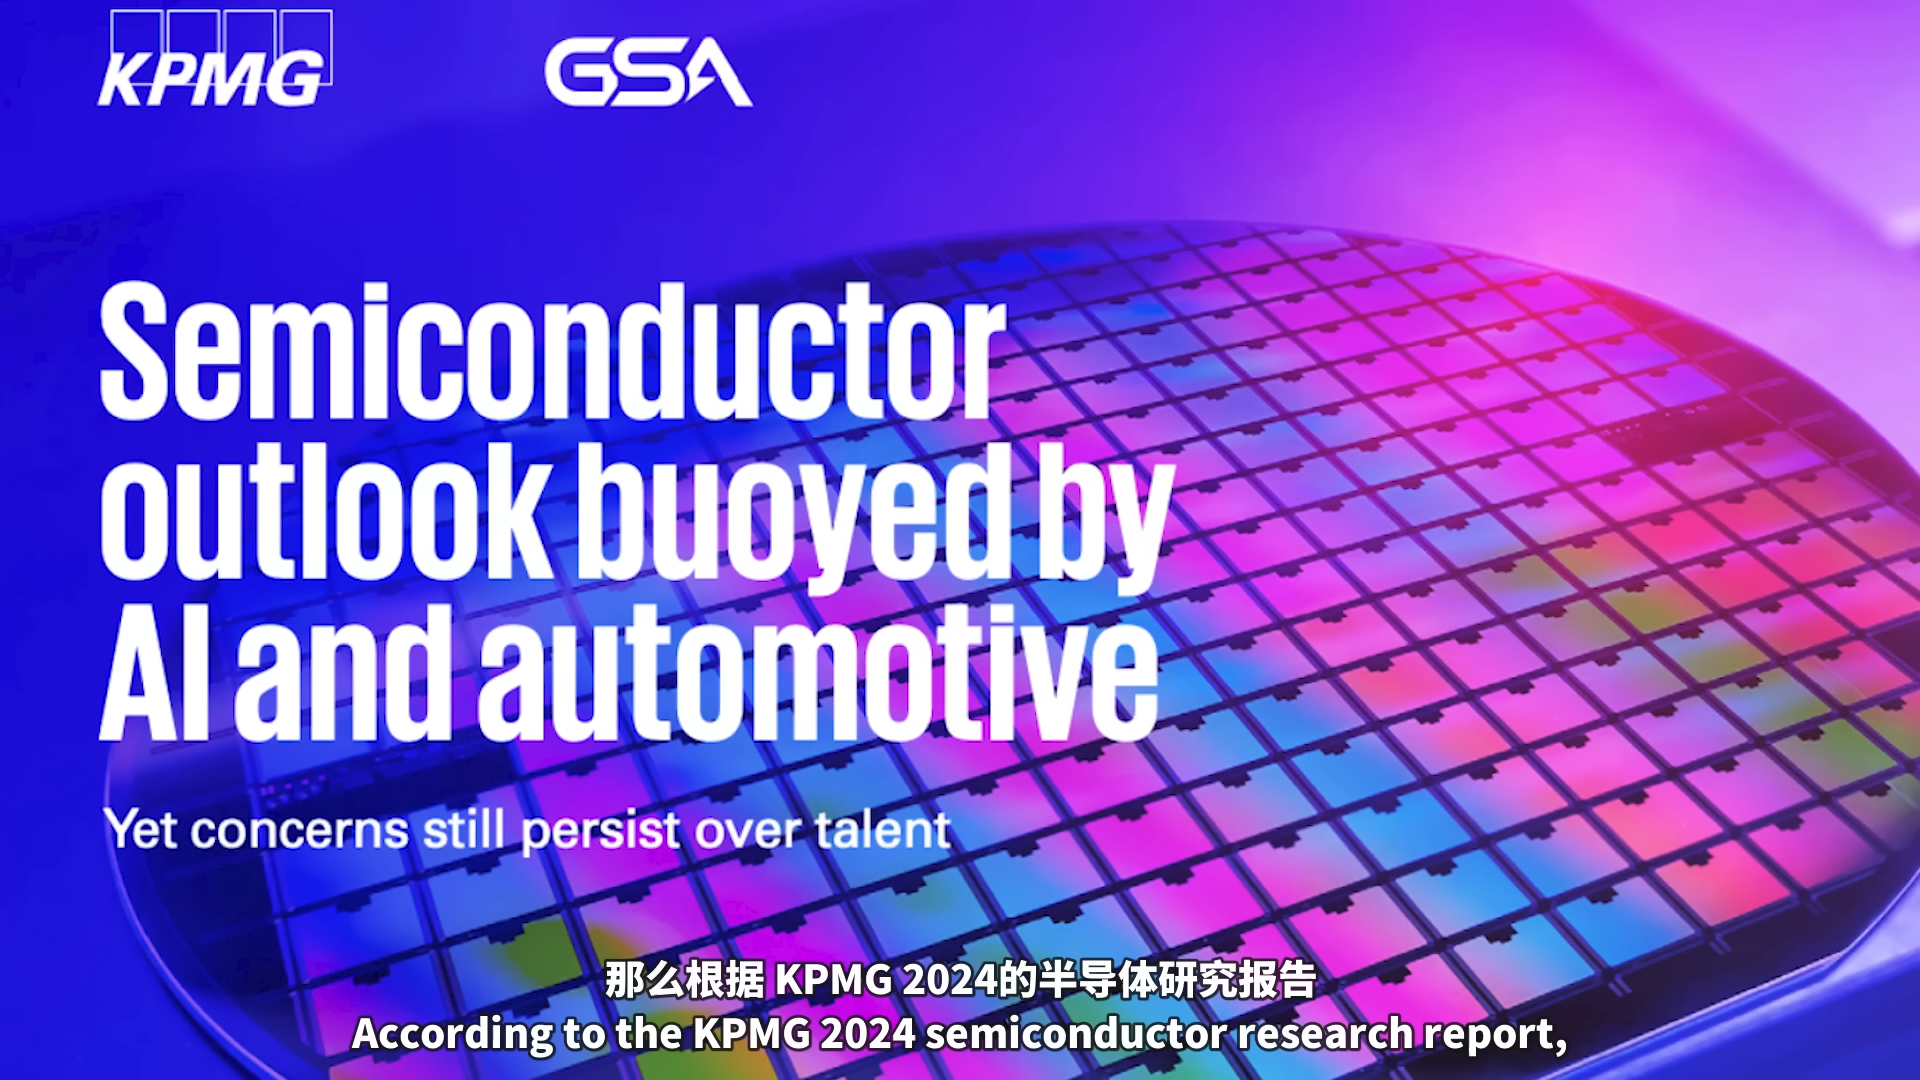 KPMG
GSA
Semiconductor
outlook buoyed by
AI and automotive
Yet concerns still persist over talent
那么根据 KPMG 2024的半导体研究报告
According to the KPMG 2024 semiconductor research report,